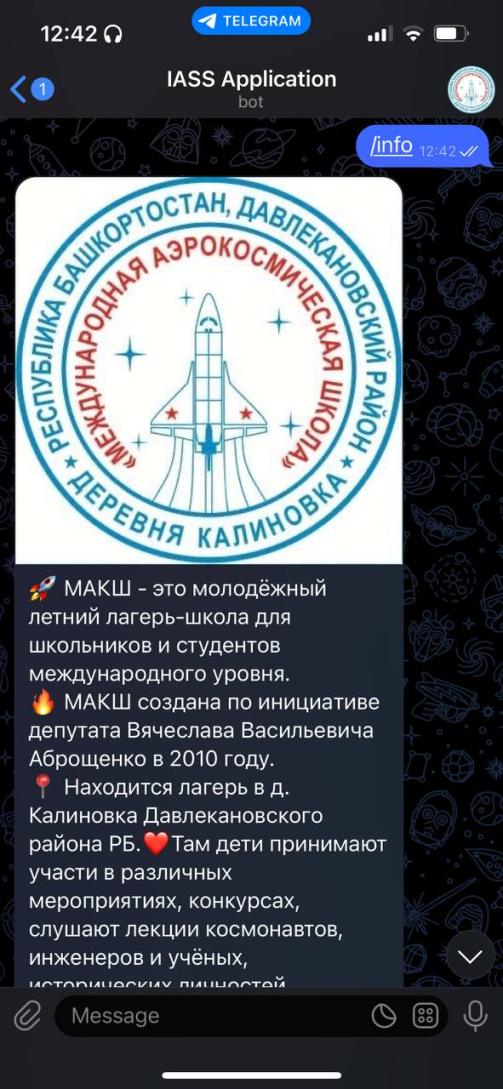 12:42
TELEGRAM
1
IASS Application
bot
/info 12:42
РЕСПУБЛИКА БАШКОРТОСТАН, ДАВЛЕКАНОВСКИЙ РАЙОН
ДЕРЕВНЯ КАЛИНОВКА
«МЕЖДУНАРОДНАЯ АЭРОКОСМИЧЕСКАЯ ШКОЛА»
🚀 МАКШ - это молодёжный
летний лагерь-школа для
школьников и студентов
международного уровня.
🔥 МАКШ создана по инициативе
депутата Вячеслава Васильевича
Аброщенко в 2010 году.
📍 Находится лагерь в д.
Калиновка Давлекановского
района РБ.❤️Там дети принимают
участи в различных
мероприятиях, конкурсах,
слушают лекции космонавтов,
инженеров и учёных,
исторических личностей
Message